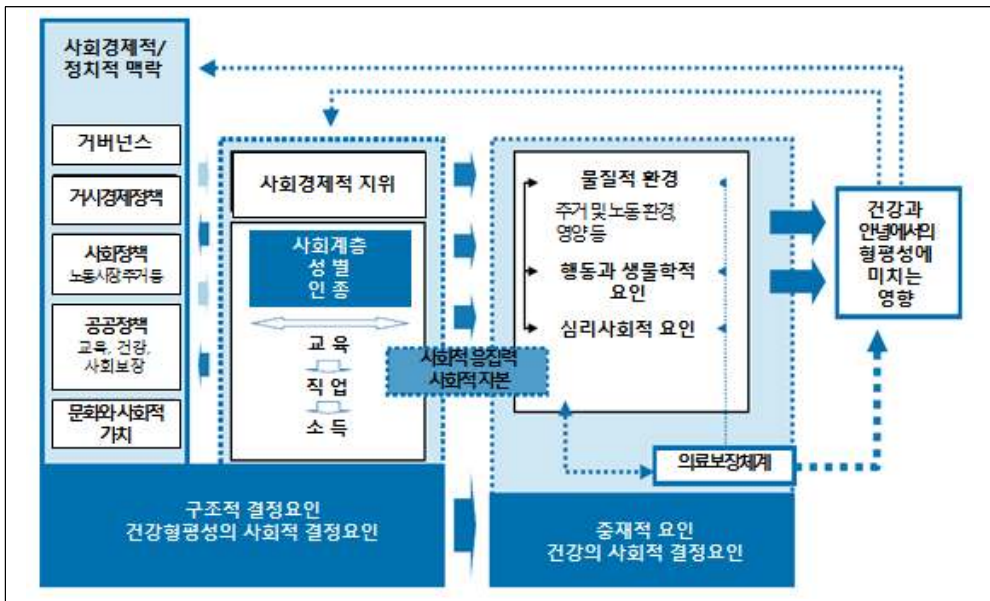 사회경제적/
정치적 맥락
거버넌스
거시경제정책
사회정책
노동시장, 주거 등
공공정책
교육, 건강,
사회보장
문화와 사회적
가치
사회경제적 지위
사회계층
성 별
인 종
교 육
직 업
소 득
사회적 응집력
사회적 자본
물질적 환경
주거 및 노동 환경,
영양 등
행동과 생물학적
요인
심리사회적 요인
의료보장체계
건강과
안녕에서의
형평성에
미치는
영향
구조적 결정요인
건강형평성의 사회적 결정요인
중재적 요인
건강의 사회적 결정요인